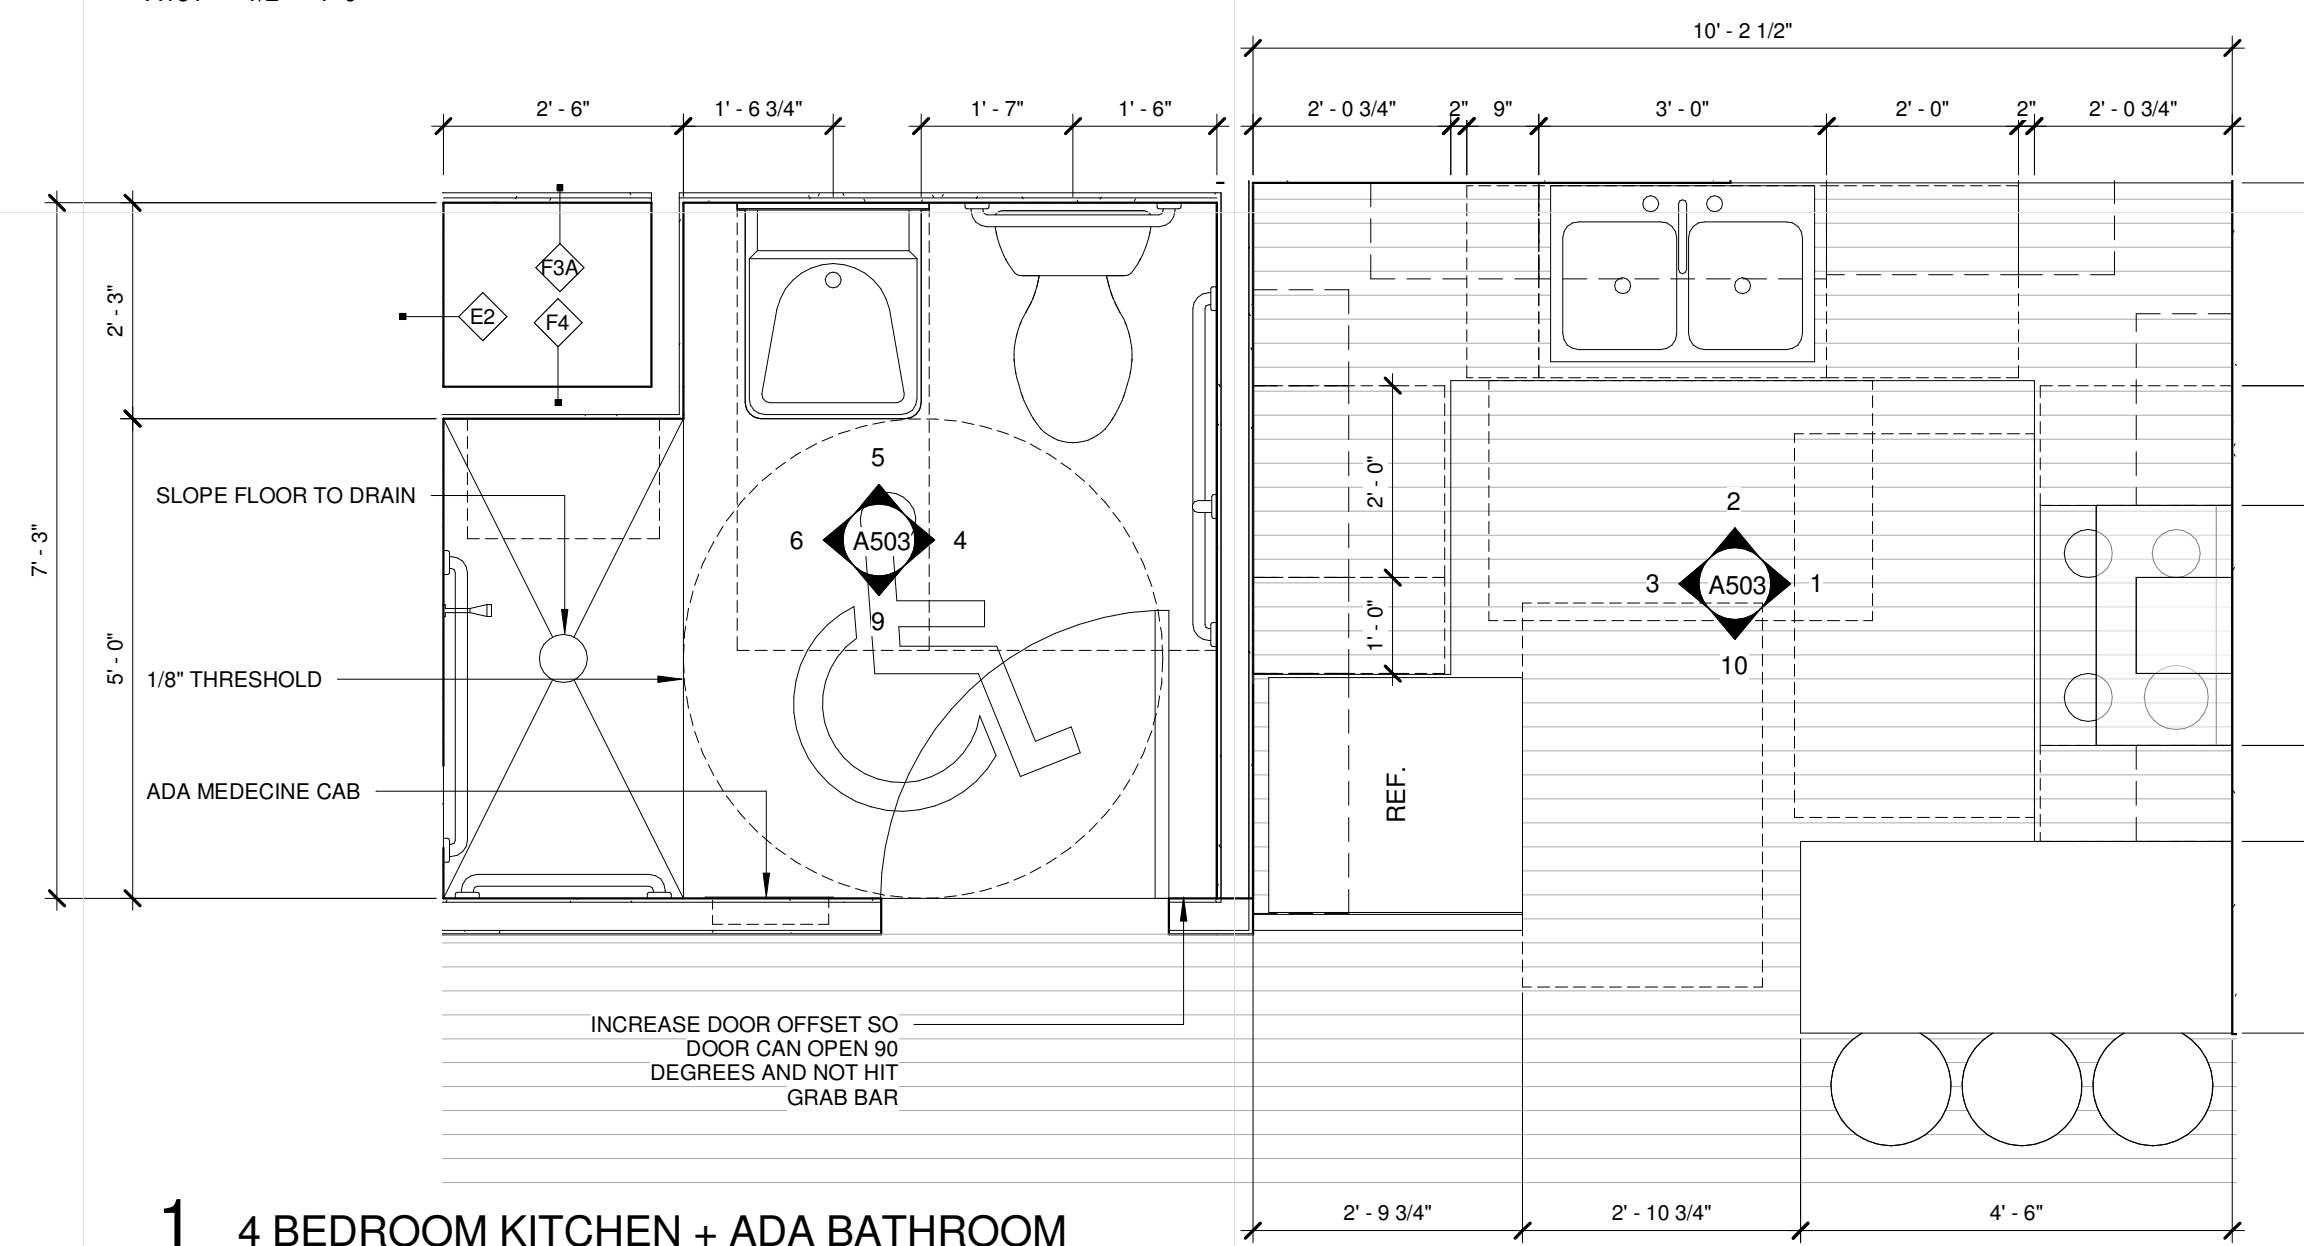 10' - 2 1/2"
2' - 6"
1' - 6 3/4"
1' - 7"
1' - 6"
2' - 0 3/4"
2"
9"
3' - 0"
2' - 0"
2"
2' - 0 3/4"
F3A
E2
F4
2' - 3"
7' - 3"
5' - 0"
SLOPE FLOOR TO DRAIN
1/8" THRESHOLD
ADA MEDECINE CAB
5
6
A503
4
9
2' - 0"
1' - 0"
2
3
A503
1
10
REF.
INCREASE DOOR OFFSET SO
DOOR CAN OPEN 90
DEGREES AND NOT HIT
GRAB BAR
2' - 9 3/4"
2' - 10 3/4"
4' - 6"
1 4 BEDROOM KITCHEN + ADA BATHROOM